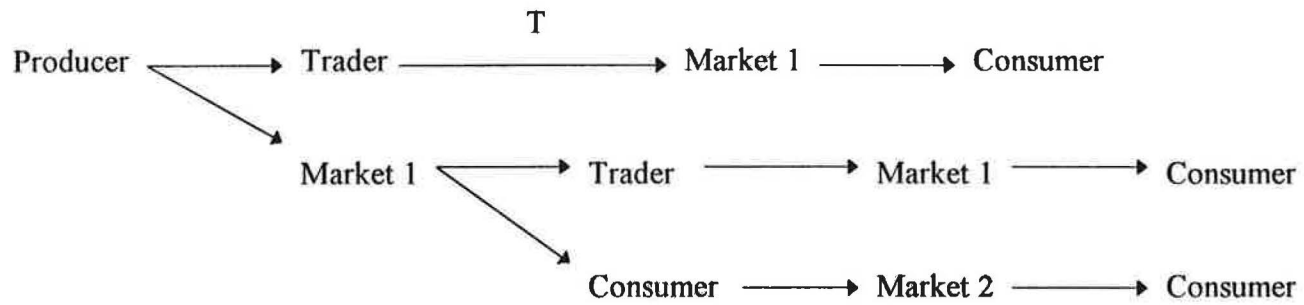 T
Producer Trader Market 1 Consumer
Market 1 Trader Market 1 Consumer
Consumer Market 2 Consumer